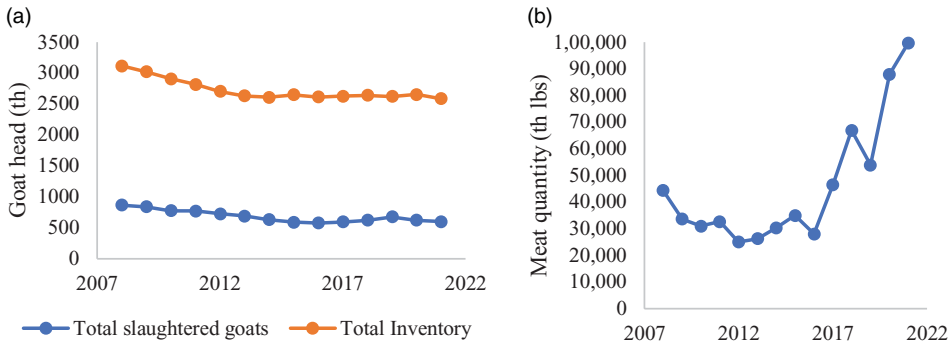 (a)
Goat head (th)
3500
3000
2500
2000
1500
1000
500
0
2007 2012 2017 2022
Total slaughtered goats Total Inventory
(b)
Meat quantity (th lbs)
1,00,000
90,000
80,000
70,000
60,000
50,000
40,000
30,000
20,000
10,000
0
2007 2012 2017 2022